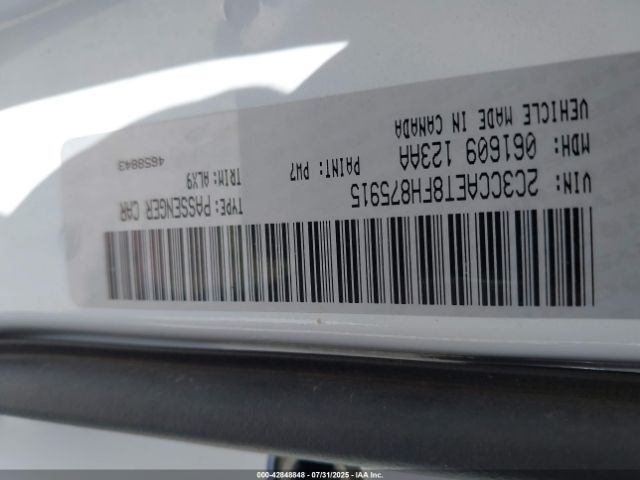 VEHICLE MADE IN CANADA
MDH: 061609 123AA
4658843
PAINT: PW7
TRIM: ALX9
VIN: 2C3CCAET8FH875915
TYPE: PASSENGER CAR
000-42848848 - 07/31/2025 - IAA Inc.